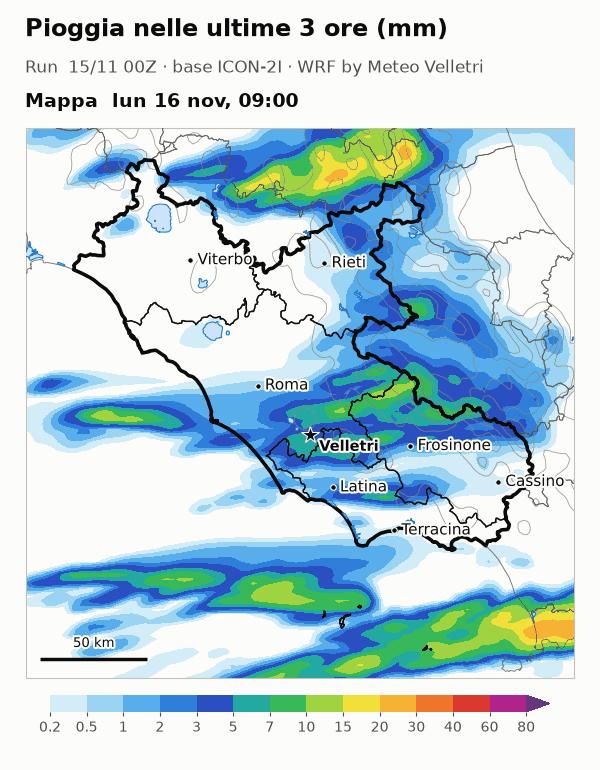 Pioggia nelle ultime 3 ore (mm)
Run  15/11 00Z · base ICON-2I · WRF by Meteo Velletri
Mappa  lun 16 nov, 09:00
Viterbo
Rieti
Roma
Velletri
Frosinone
Latina
Cassino
Terracina
50 km
0.2 0.5 1 2 3 5 7 10 15 20 30 40 60 80